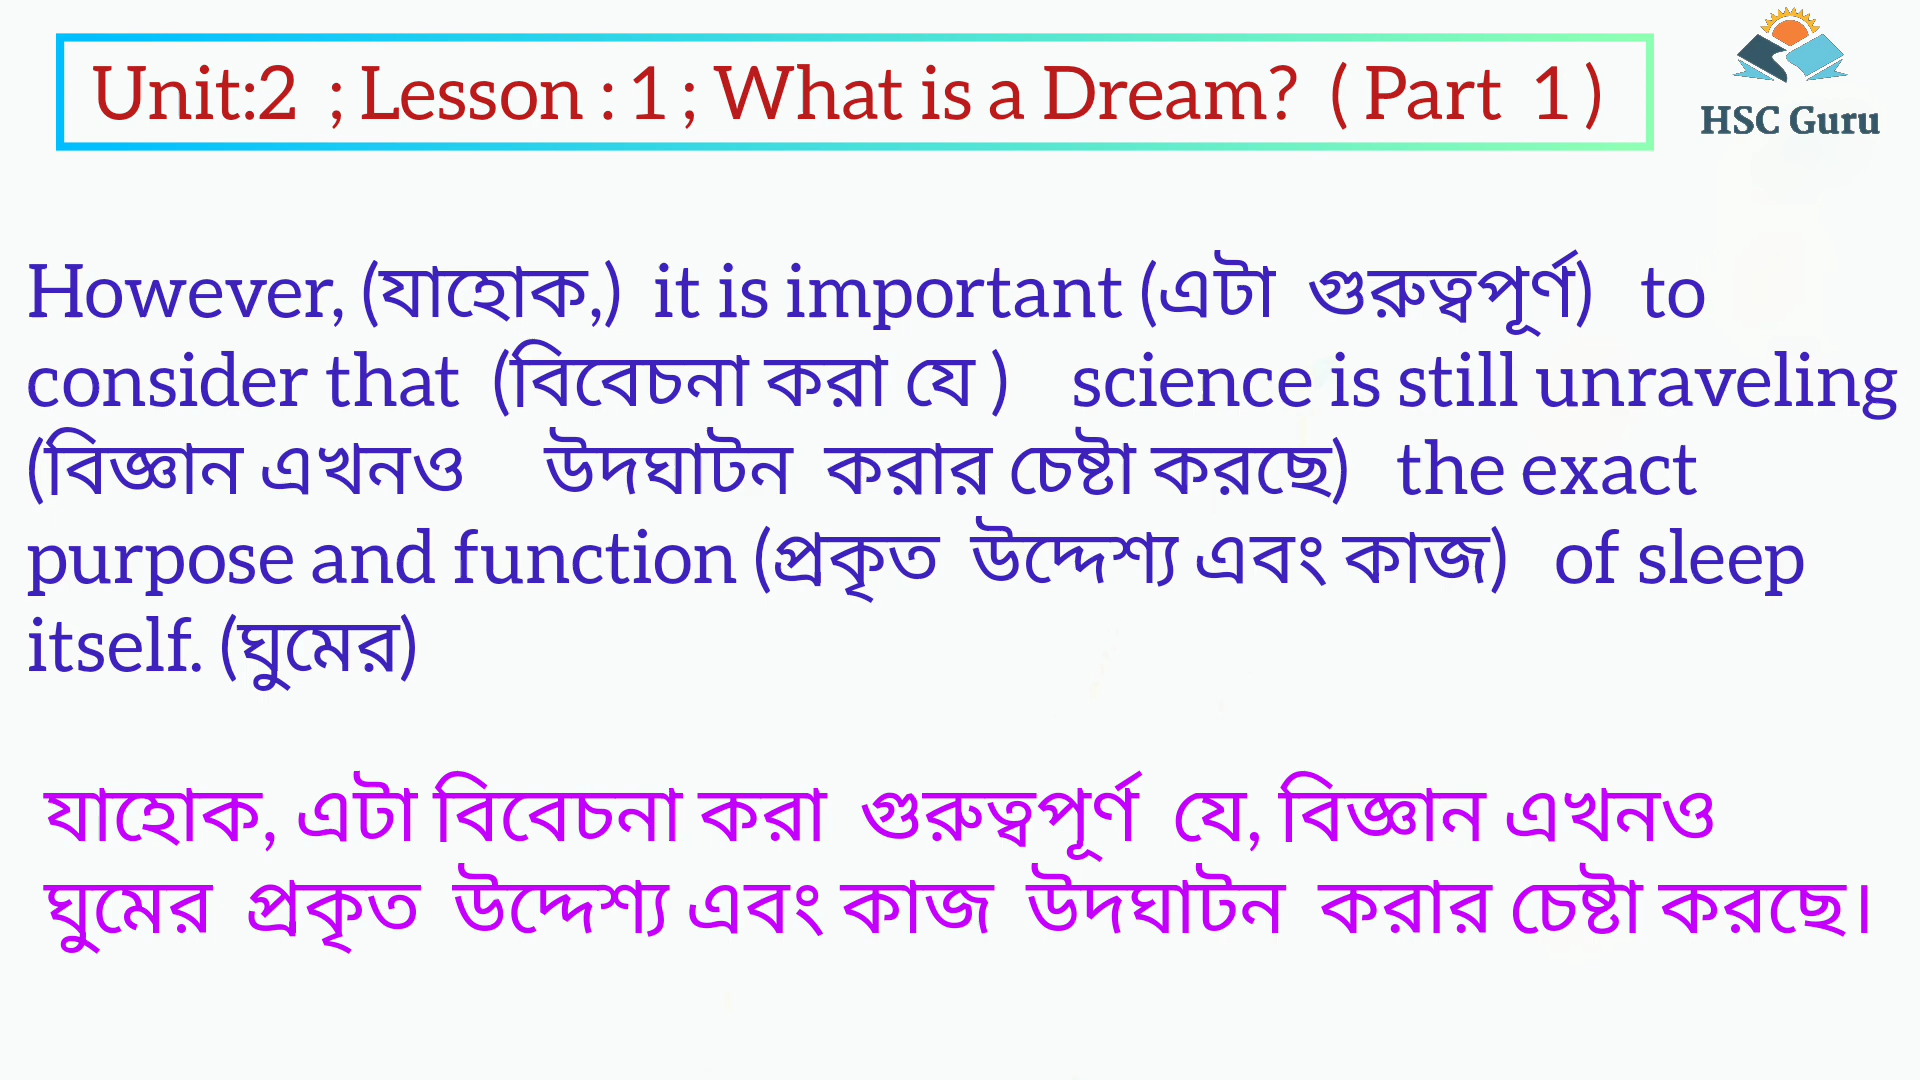 Unit:2 ; Lesson : 1 ; What is a Dream? ( Part 1 )
HSC Guru
However, (যাহোক,) it is important (এটা গুরুত্বপূর্ণ) to
consider that (বিবেচনা করা যে ) science is still unraveling
(বিজ্ঞান এখনও উদঘাটন করার চেষ্টা করছে) the exact
purpose and function (প্রকৃত উদ্দেশ্য এবং কাজ) of sleep
itself. (ঘুমের)
যাহোক, এটা বিবেচনা করা গুরুত্বপূর্ণ যে, বিজ্ঞান এখনও
ঘুমের প্রকৃত উদ্দেশ্য এবং কাজ উদঘাটন করার চেষ্টা করছে।